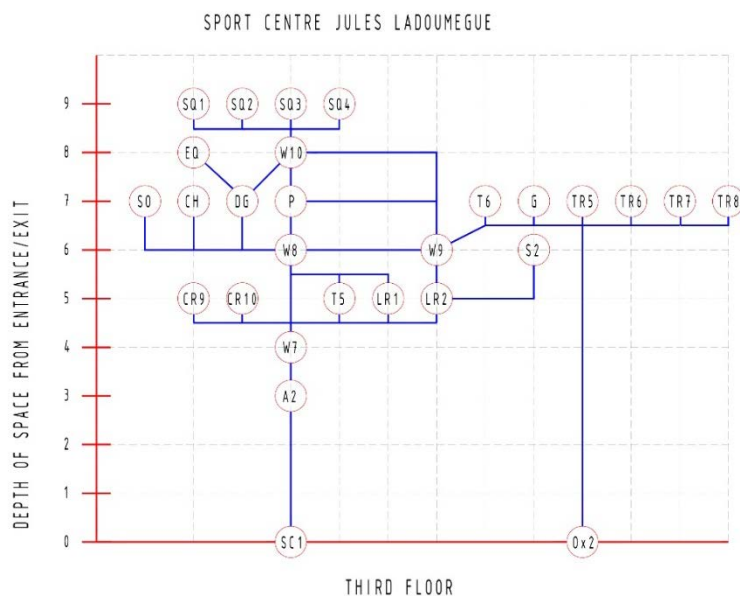 SPORT CENTRE JULES LADOUMEGUE
DEPTH OF SPACE FROM ENTRANCE/EXIT
9 SQ1 SQ2 SQ3 SQ4
8 EQ W10
7 SO CH DG P T6 G TR5 TR6 TR7 TR8
6 W8 W9 S2
5 CR9 CR10 T5 LR1 LR2
4 W7
3 A2
2
1
0 SC1 Ox2
THIRD FLOOR